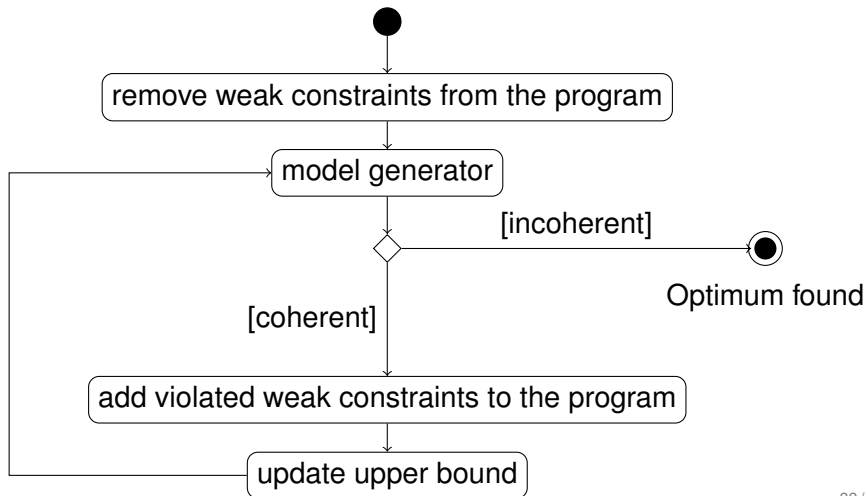 remove weak constraints from the program
model generator
[incoherent]
Optimum found
[coherent]
add violated weak constraints to the program
update upper bound